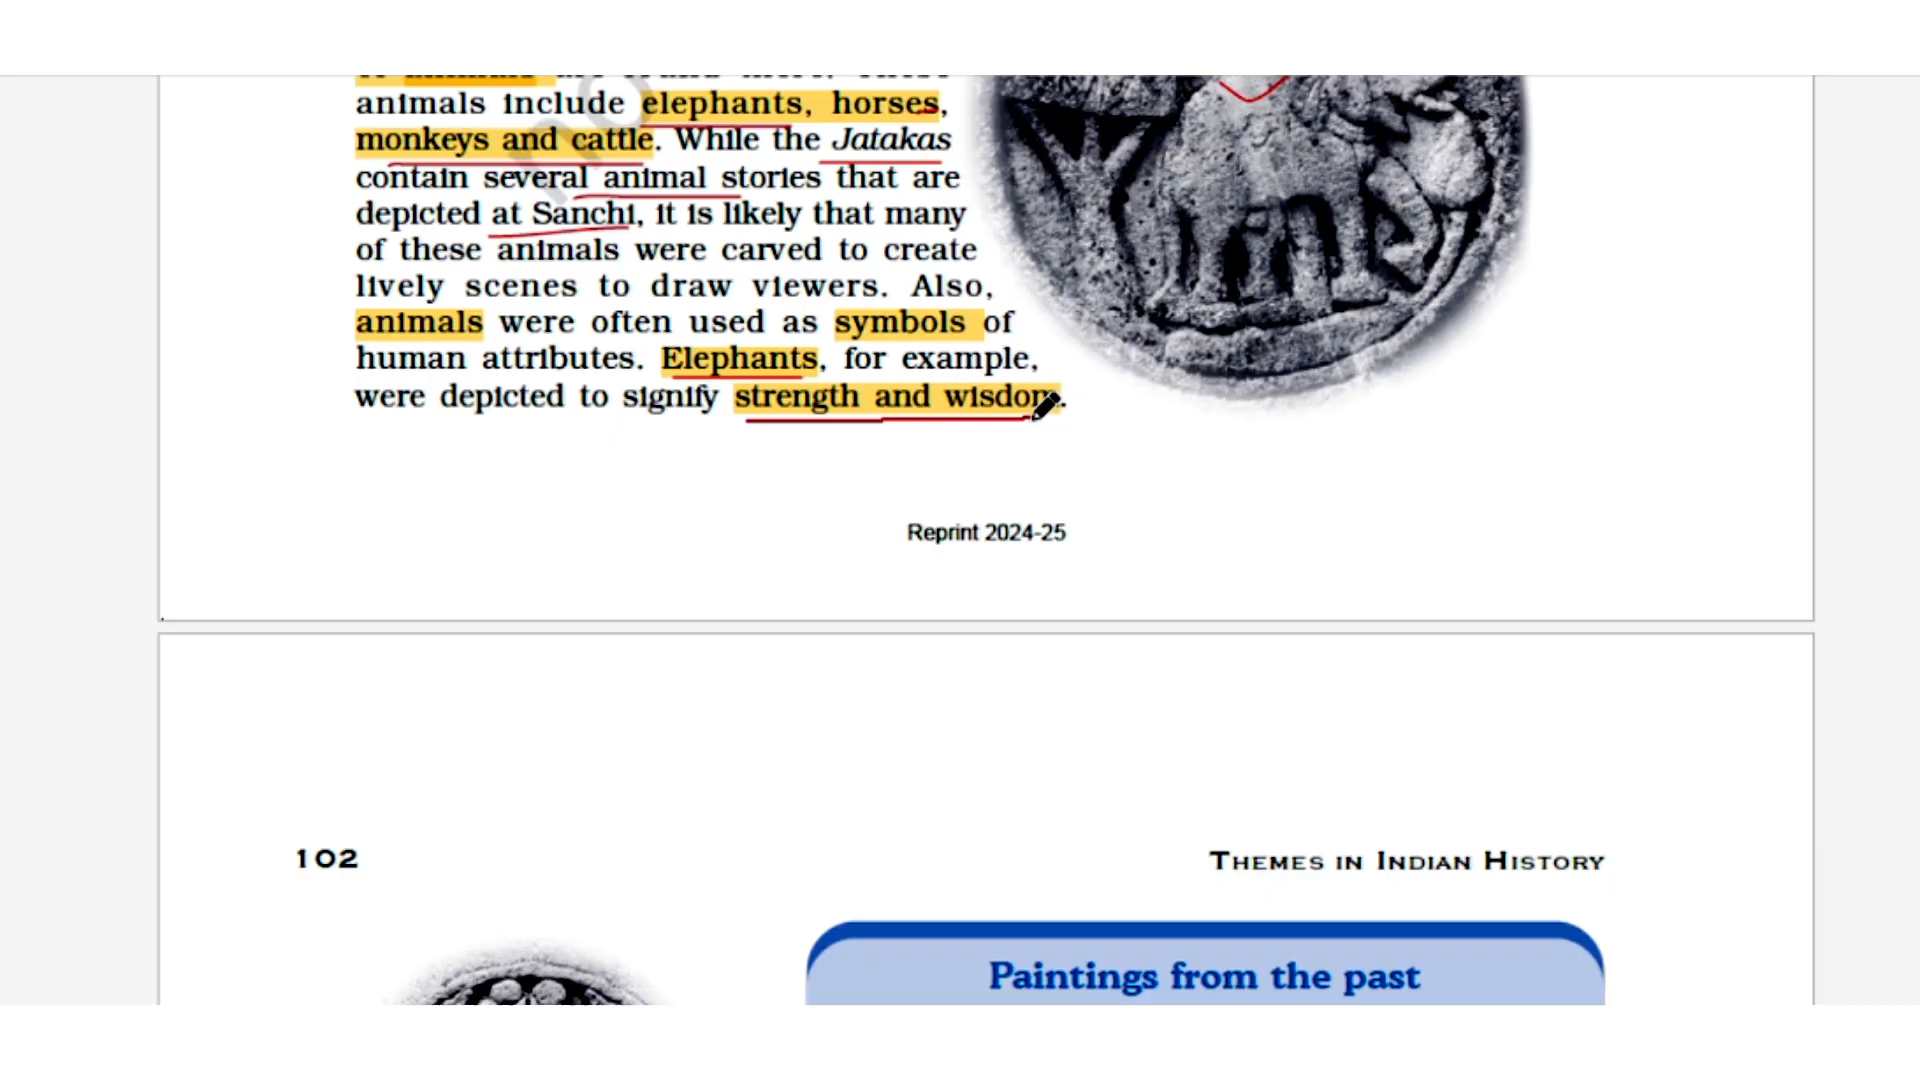 animals include elephants, horses,
monkeys and cattle. While the Jatakas
contain several animal stories that are
depicted at Sanchi, it is likely that many
of these animals were carved to create
lively scenes to draw viewers. Also,
animals were often used as symbols of
human attributes. Elephants, for example,
were depicted to signify strength and wisdom.
Reprint 2024-25
102
THEMES IN INDIAN HISTORY
Paintings from the past